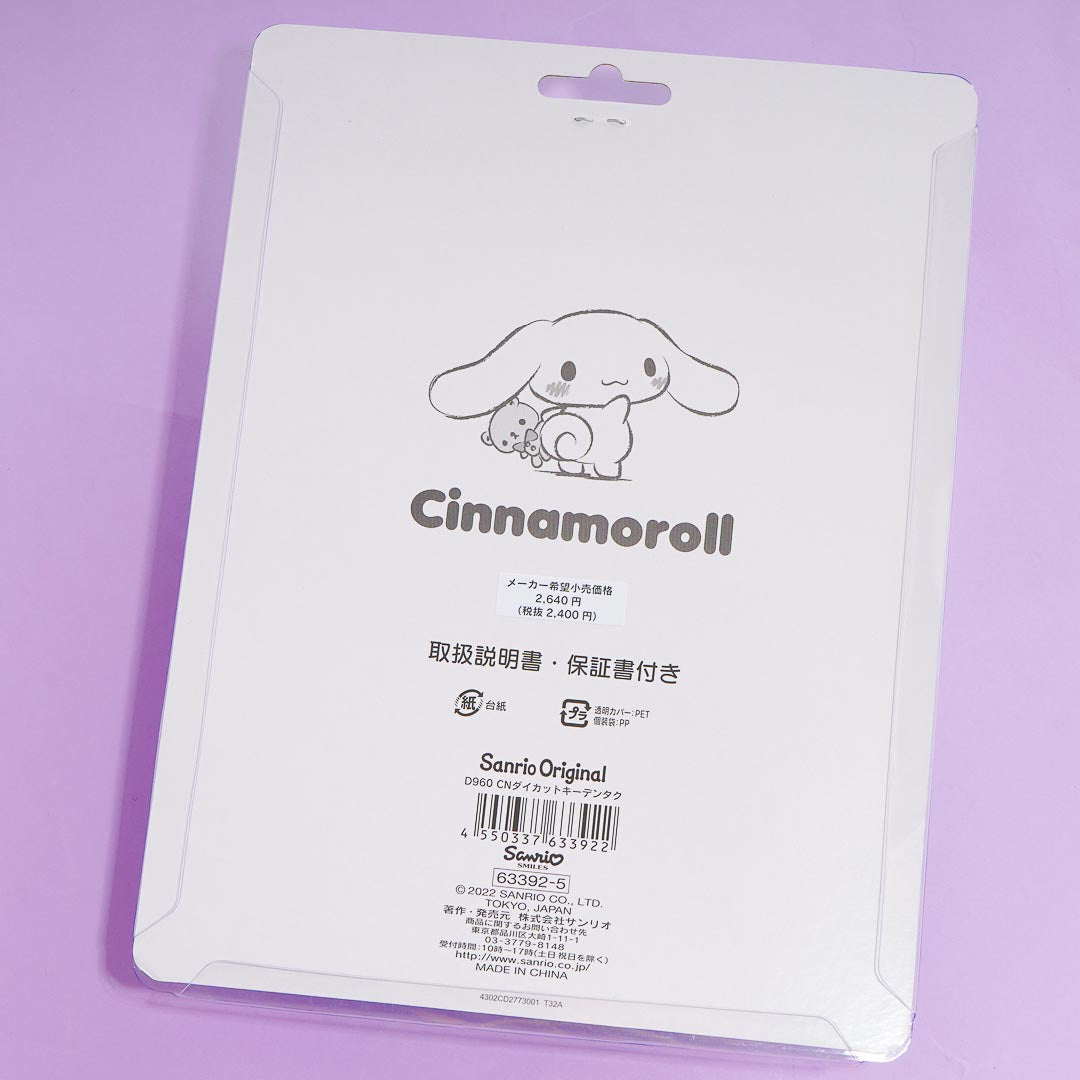 Cinnamoroll
メーカー希望小売価格
2,640円
(税抜2,400円)
取扱説明書・保証書付き
紙 台紙
プラ 透明カバー:PET
個装袋:PP
Sanrio Original
D960 CNダイカットキーデンタク
4 550337 633922
Sanrio
SMILES
63392-5
©2022 SANRIO CO., LTD.
TOKYO, JAPAN
著作・発売元 株式会社サンリオ
商品に関するお問い合わせ先
東京都品川区大崎1-11-1
03-3779-8148
受付時間:10時~17時(土日祝日を除く)
http://www.sanrio.co.jp/
MADE IN CHINA
4302CD2773001 T32A